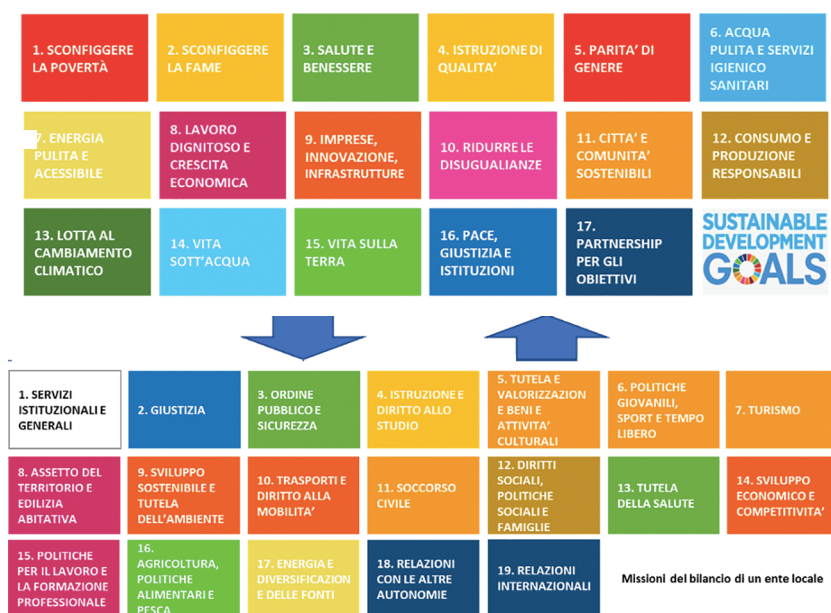 1. SCONFIGGERE
LA POVERTÀ
2. SCONFIGGERE
LA FAME
3. SALUTE E
BENESSERE
4. ISTRUZIONE DI
QUALITA'
5. PARITA' DI
GENERE
6. ACQUA
PULITA E SERVIZI
IGIENICO
SANITARI
7. ENERGIA
PULITA E
ACESSIBILE
8. LAVORO
DIGNITOSO E
CRESCITA
ECONOMICA
9. IMPRESE,
INNOVAZIONE,
INFRASTRUTTURE
10. RIDURRE LE
DISUGUALIANZE
11. CITTA' E
COMUNITA'
SOSTENIBILI
12. CONSUMO E
PRODUZIONE
RESPONSABILI
13. LOTTA AL
CAMBIAMENTO
CLIMATICO
14. VITA
SOTT'ACQUA
15. VITA SULLA
TERRA
16. PACE,
GIUSTIZIA E
ISTITUZIONI
17.
PARTNERSHIP
PER GLI
OBIETTIVI
SUSTAINABLE
DEVELOPMENT
GOALS
1. SERVIZI
ISTITUZIONALI E
GENERALI
2. GIUSTIZIA
3. ORDINE
PUBBLICO E
SICUREZZA
4. ISTRUZIONE E
DIRITTO ALLO
STUDIO
5. TUTELA E
VALORIZZAZION
E BENI E
ATTIVITA'
CULTURALI
6. POLITICHE
GIOVANILI,
SPORT E TEMPO
LIBERO
7. TURISMO
8. ASSETTO DEL
TERRITORIO E
EDILIZIA
ABITATIVA
9. SVILUPPO
SOSTENIBILE E
TUTELA
DELL'AMBIENTE
10. TRASPORTI E
DIRITTO ALLA
MOBILITA'
11. SOCCORSO
CIVILE
12. DIRITTI
SOCIALI,
POLITICHE
SOCIALI E
FAMIGLIE
13. TUTELA
DELLA SALUTE
14. SVILUPPO
ECONOMICO E
COMPETITIVITA'
15. POLITICHE
PER IL LAVORO E
LA FORMAZIONE
PROFESSIONALE
16.
AGRICOLTURA,
POLITICHE
ALIMENTARI E
PESCA
17. ENERGIA E
DIVERSIFICAZION
E DELLE FONTI
18. RELAZIONI
CON LE ALTRE
AUTONOMIE
19. RELAZIONI
INTERNAZIONALI
Missioni del bilancio di un ente locale